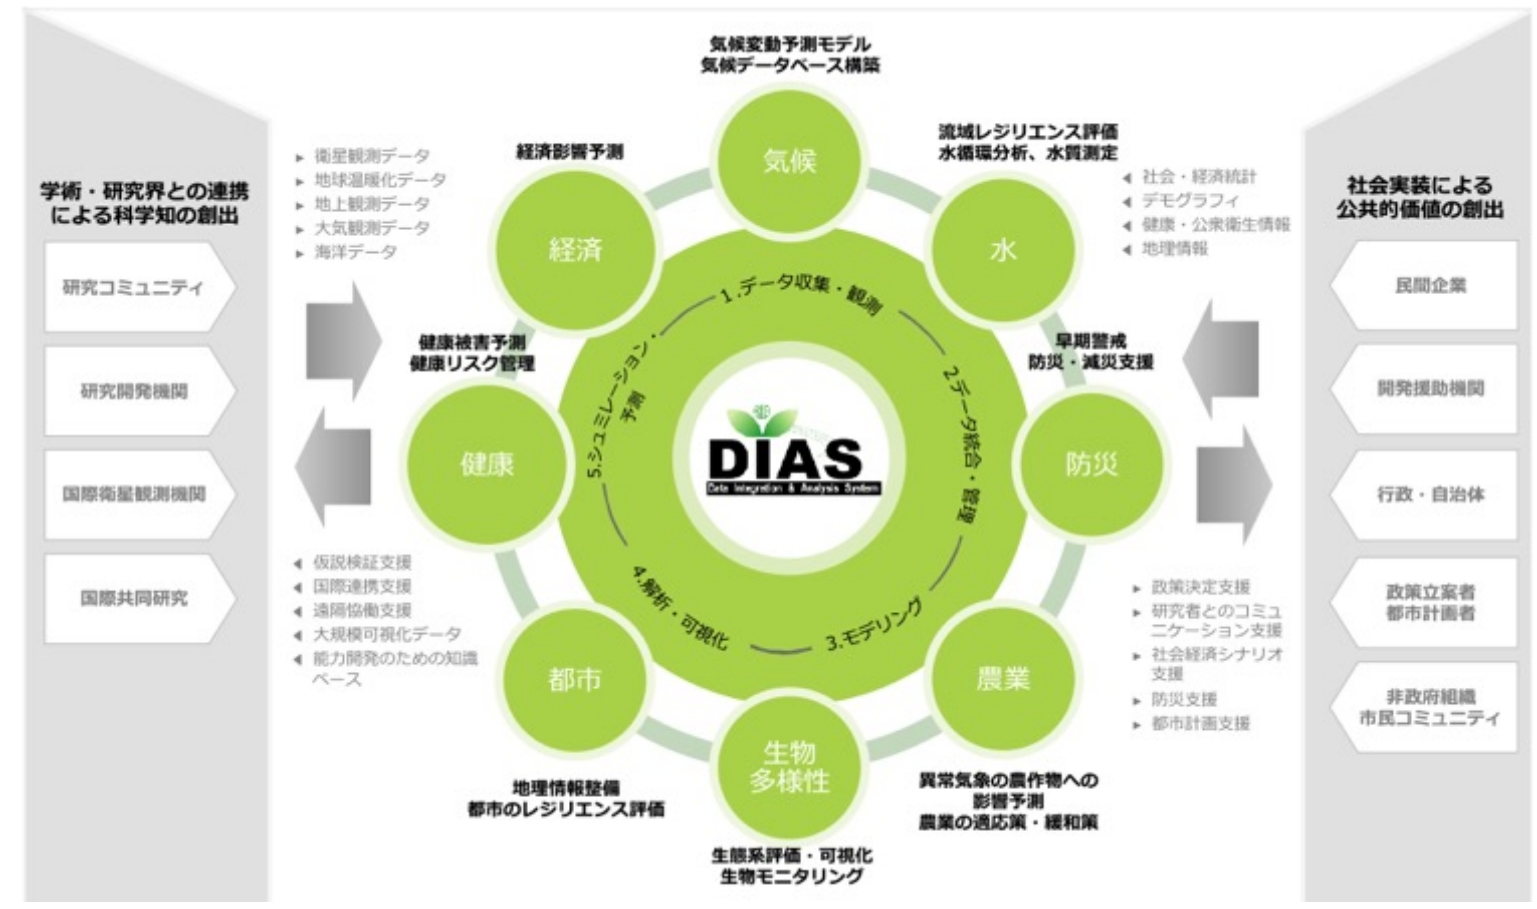 気候変動予測モデル
気候データベース構築
学術・研究界との連携
による科学知の創出
研究コミュニティ
研究開発機関
国際衛星観測機関
国際共同研究
衛星観測データ
地球温暖化データ
地上観測データ
大気観測データ
海洋データ
仮説検証支援
国際連携支援
遠隔協働支援
大規模可視化データ
能力開発のための知識
ベース
経済影響予測
経済
気候
流域レジリエンス評価
水循環分析、水質測定
水
健康被害予測
健康リスク管理
健康
早期警戒
防災・減災支援
防災
1.データ収集・観測
2.データ統合・管理
3.モデリング
4.解析・可視化
5.シュミレーション・
予測
DIAS
Data Integration & Analysis System
都市
地理情報整備
都市のレジリエンス評価
生物
多様性
生態系評価・可視化
生物モニタリング
農業
異常気象の農作物への
影響予測
農業の適応策・緩和策
社会・経済統計
デモグラフィ
健康・公衆衛生情報
地理情報
政策決定支援
研究者とのコミュ
ニケーション支援
社会経済シナリオ
支援
防災支援
都市計画支援
社会実装による
公共的価値の創出
民間企業
開発援助機関
行政・自治体
政策立案者
都市計画者
非政府組織
市民コミュニティ